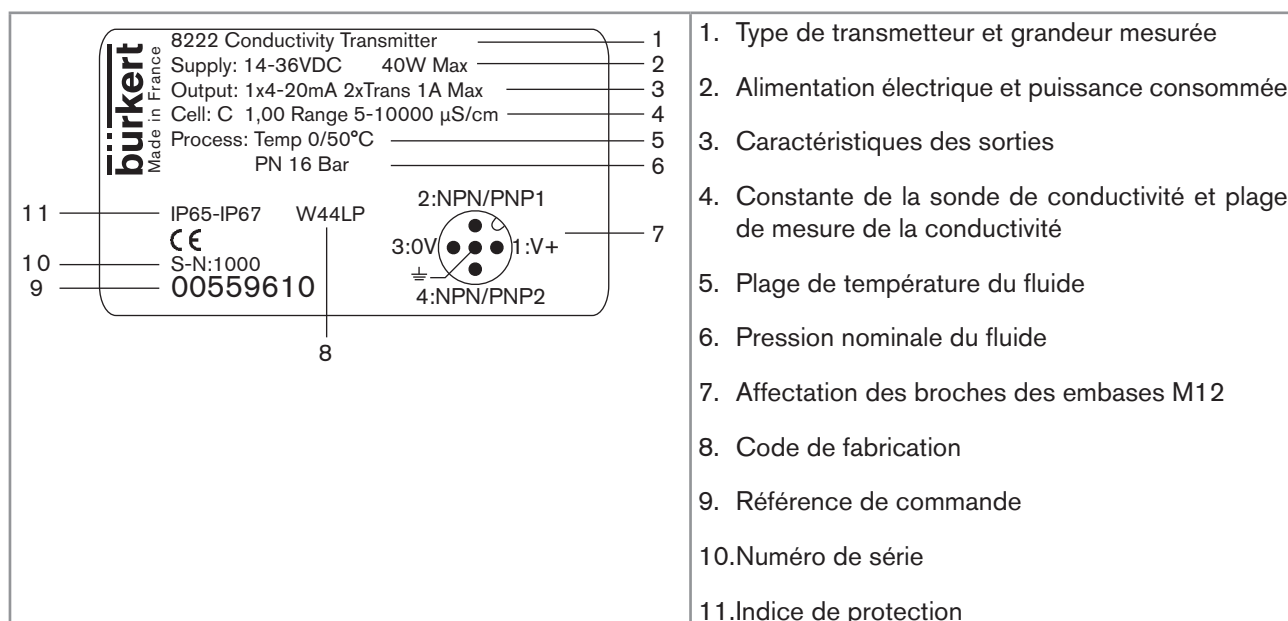 bürkert
Made in France
8222 Conductivity Transmitter 1
Supply: 14-36VDC 40W Max 2
Output: 1x4-20mA 2xTrans 1A Max 3
Cell: C 1,00 Range 5-10000 µS/cm 4
Process: Temp 0/50°C 5
PN 16 Bar 6
11 IP65-IP67 W44LP
2:NPN/PNP1
3:0V 1:V+ 7
4:NPN/PNP2
CE
10 S-N:1000
9 00559610
8
1. Type de transmetteur et grandeur mesurée
2. Alimentation électrique et puissance consommée
3. Caractéristiques des sorties
4. Constante de la sonde de conductivité et plage
de mesure de la conductivité
5. Plage de température du fluide
6. Pression nominale du fluide
7. Affectation des broches des embases M12
8. Code de fabrication
9. Référence de commande
10.Numéro de série
11.Indice de protection